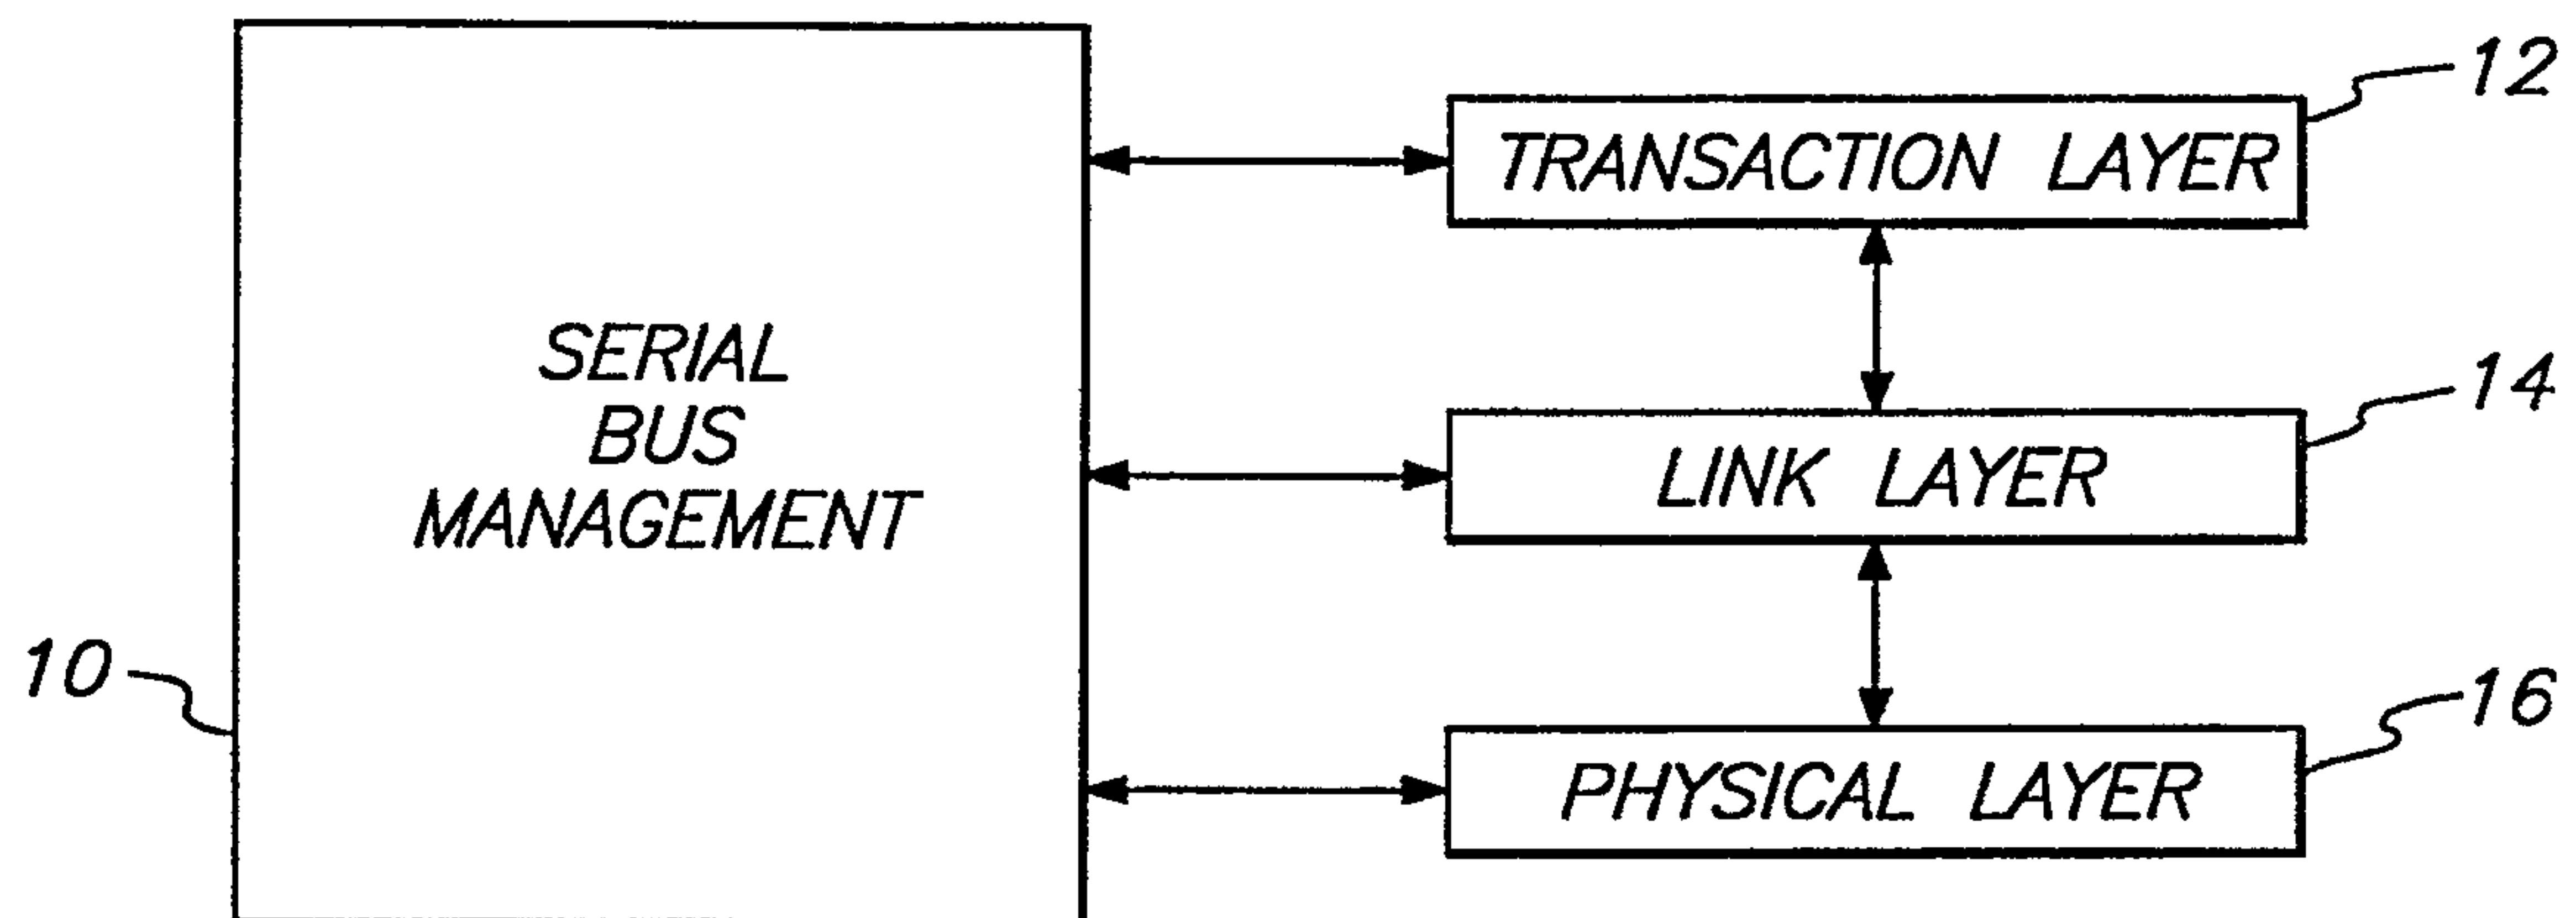 12
TRANSACTION LAYER
SERIAL
BUS
MANAGEMENT
14
LINK LAYER
10
16
PHYSICAL LAYER